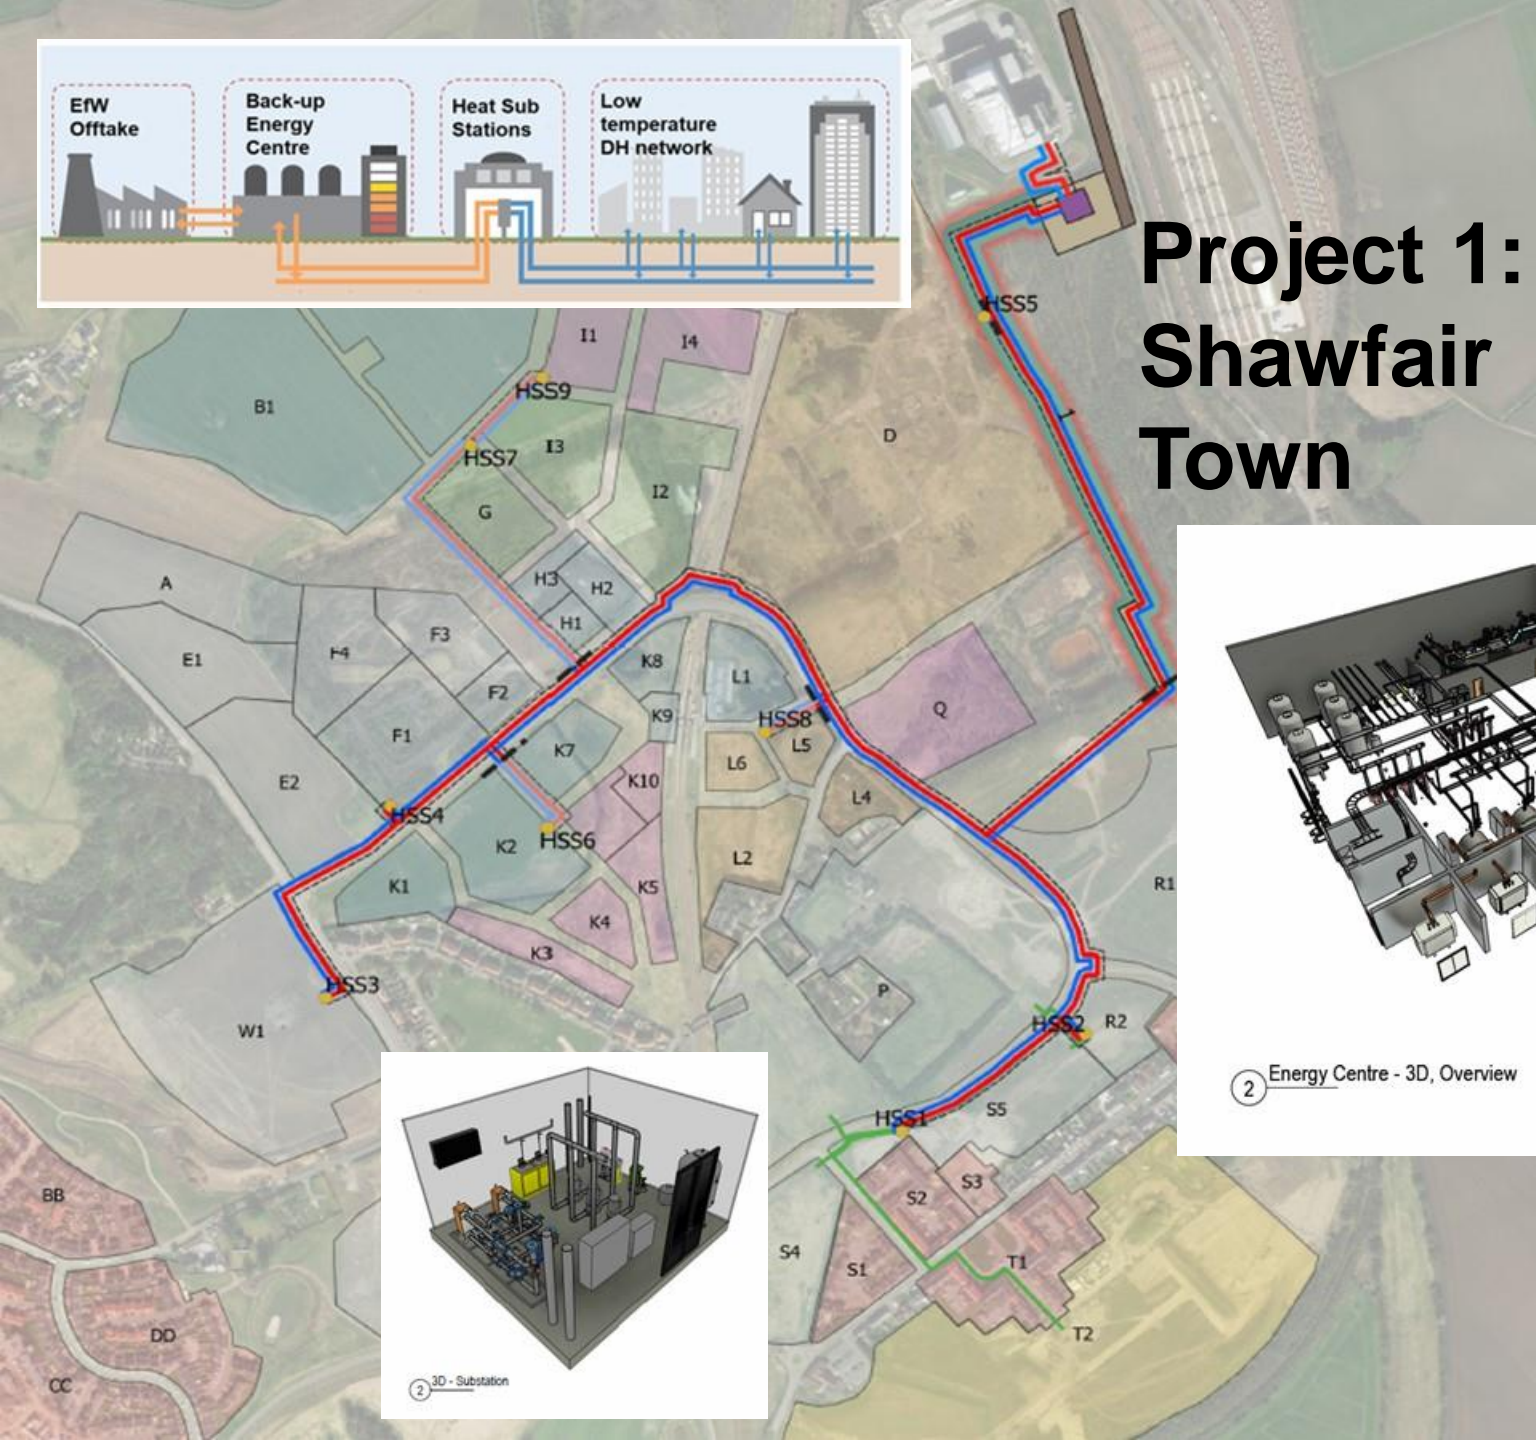 EfW
Offtake
Back-up
Energy
Centre
Heat Sub
Stations
Low
temperature
DH network
Project 1:
Shawfair
Town
HSS5
I1
I4
HSS9
B1
D
1
HSS7
I3
I2
G
A
H3
H2
H1
F3
F4
E1
K8
L1
F2
K9
Q
HSS8
F1
K7
L5
L6
E2
K10
L4
HSS4
HSS6
K2
L2
K1
K5
R1
K4
K3
P
HSS3
W1
HSS2
R2
Energy Centre - 3D, Overview
2
HSS1
S5
S3
S2
BB
S4
S1
T1
DD
T2
CC
3D - Substation
2